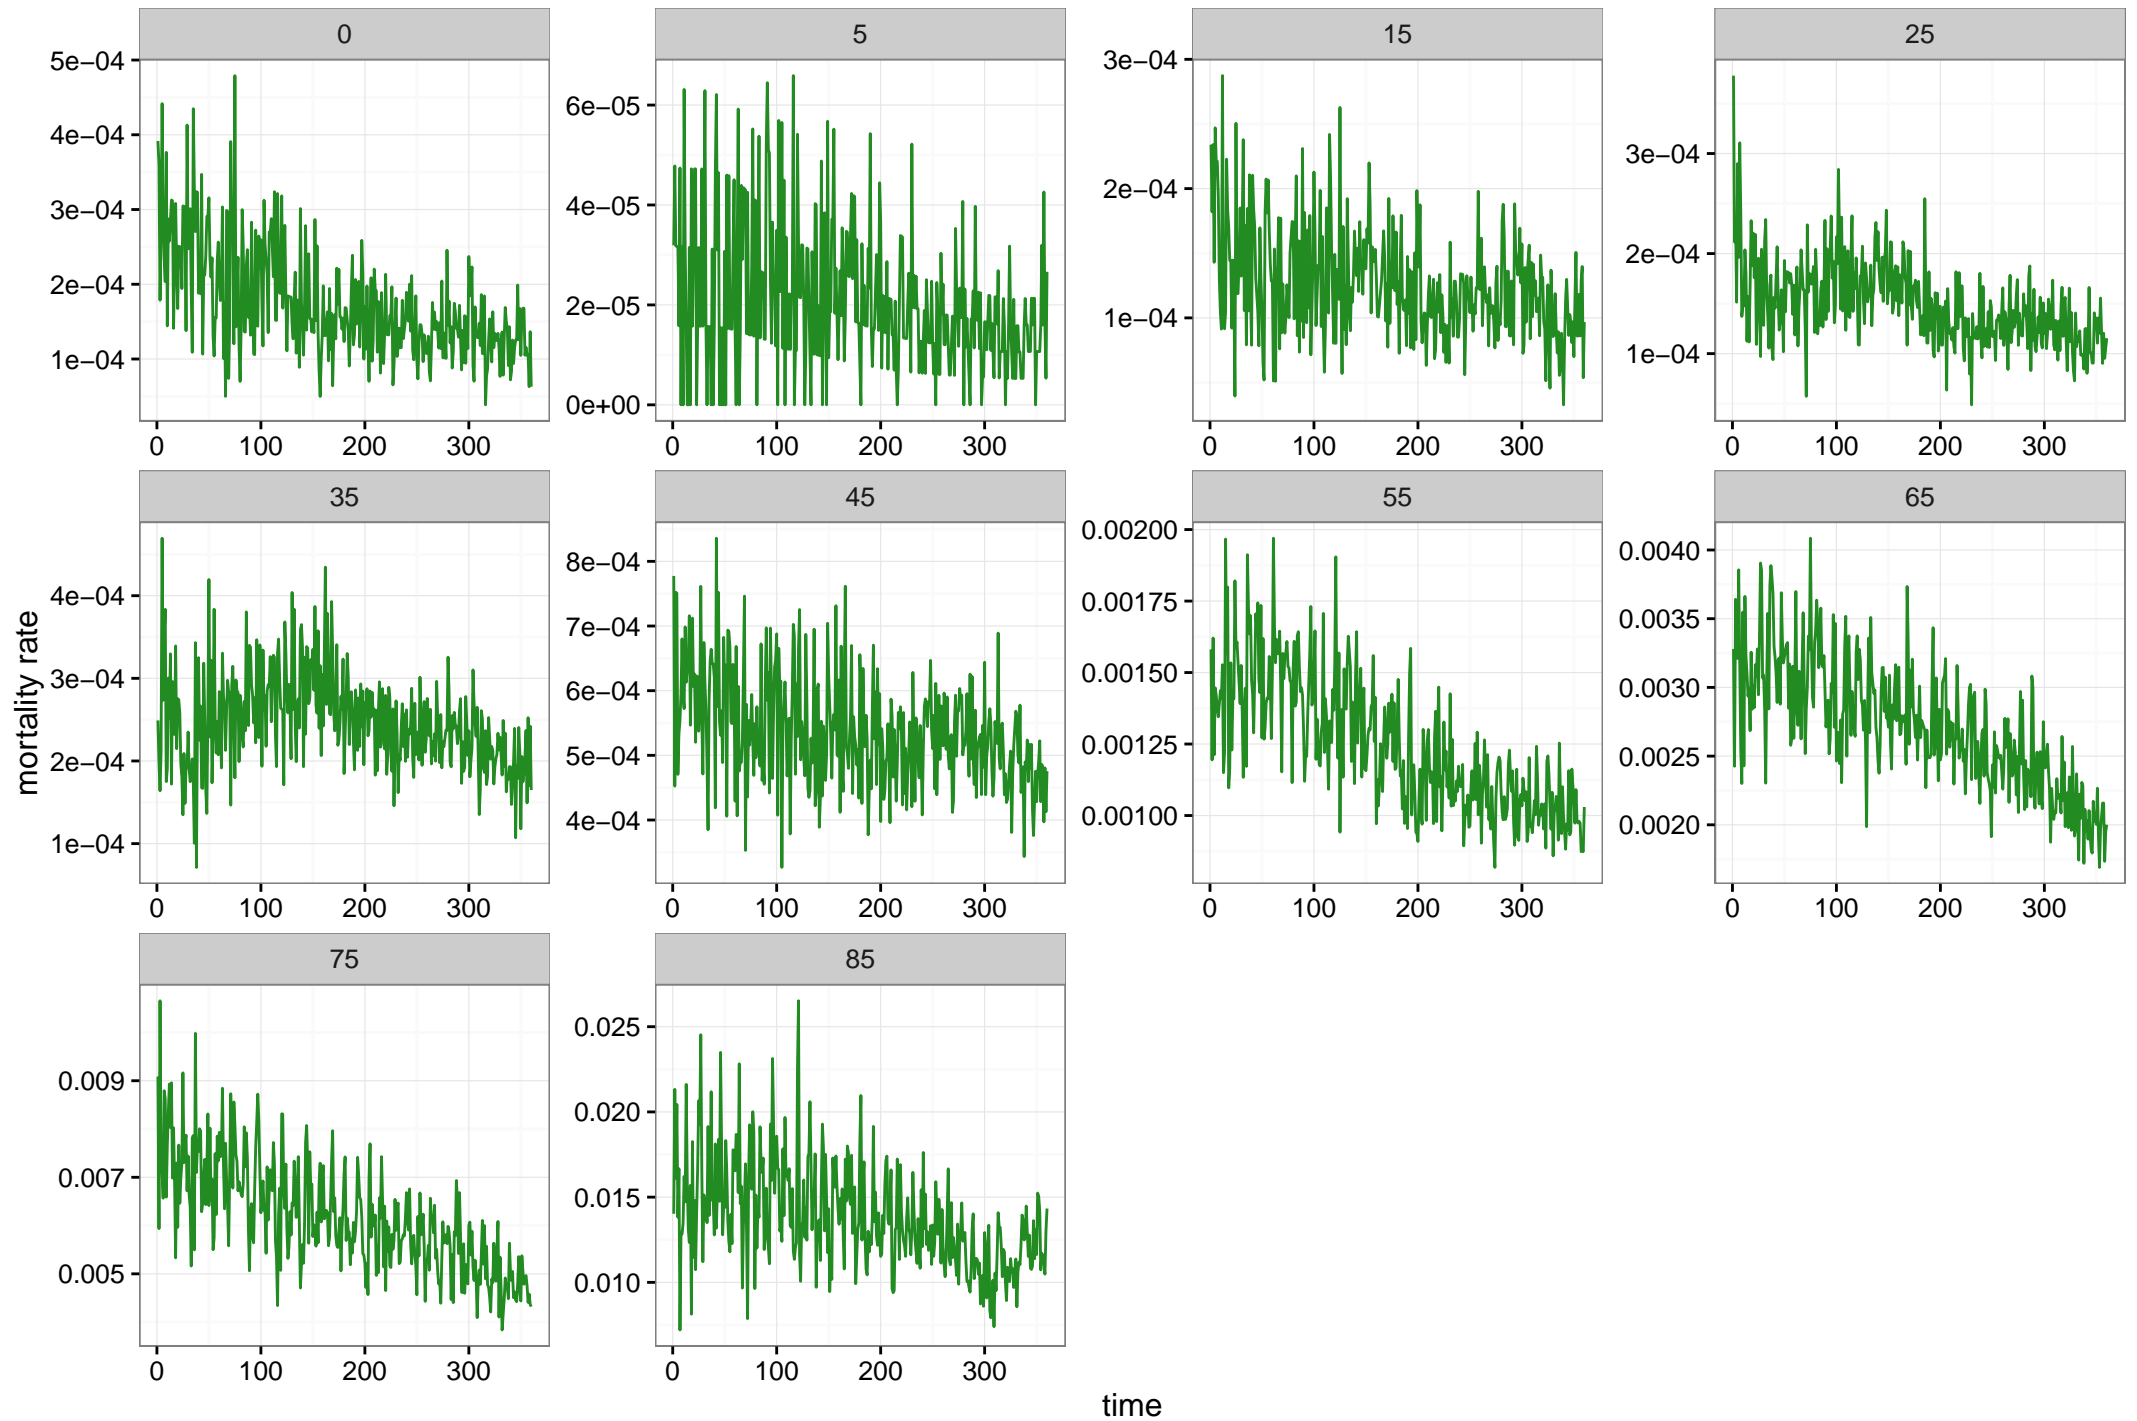 0 5 15 25
5e−04
4e−04
3e−04
2e−04
1e−04
6e−05
4e−05
2e−05
0e+00
3e−04
2e−04
1e−04
3e−04
2e−04
1e−04
0 100 200 300 0 100 200 300 0 100 200 300 0 100 200 300
35 45 55 65
mortality rate
4e−04
3e−04
2e−04
1e−04
8e−04
7e−04
6e−04
5e−04
4e−04
0.00200
0.00175
0.00150
0.00125
0.00100
0.0040
0.0035
0.0030
0.0025
0.0020
0 100 200 300 0 100 200 300 0 100 200 300 0 100 200 300
75 85
0.009
0.007
0.005
0.025
0.020
0.015
0.010
0 100 200 300 0 100 200 300
time